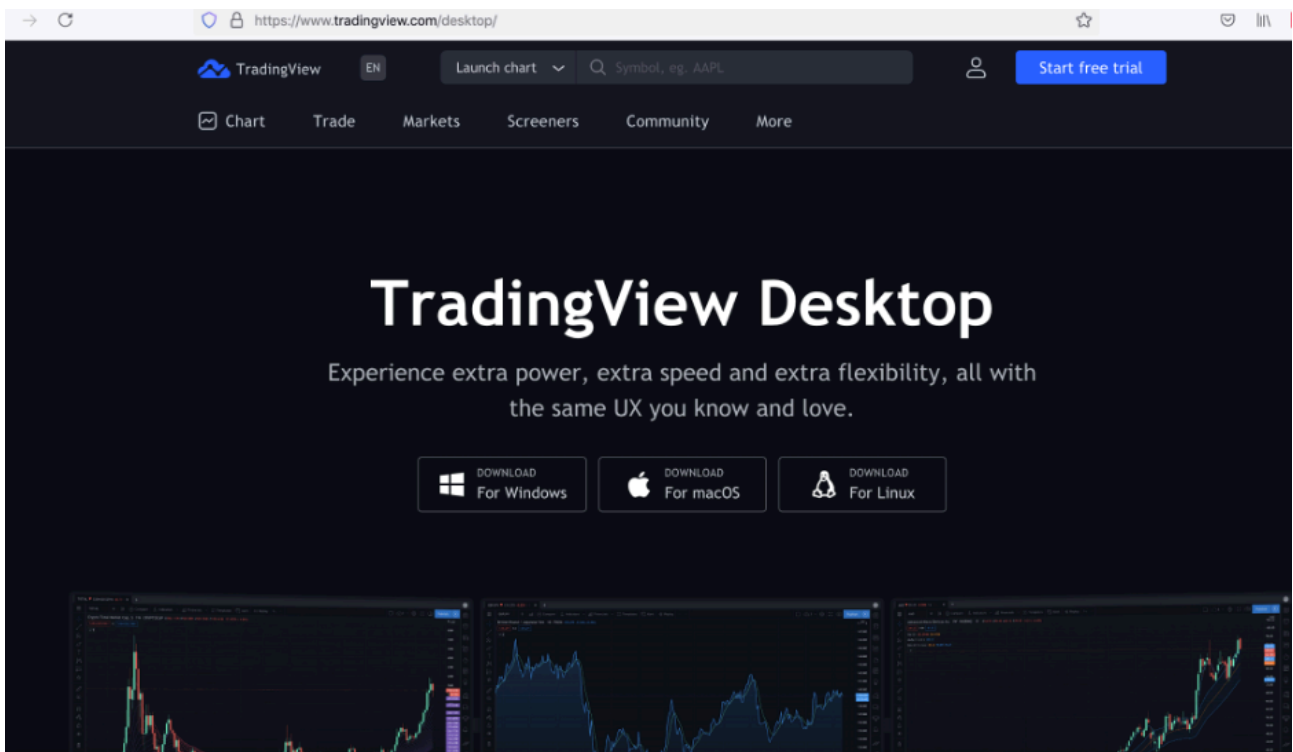 https://www.tradingview.com/desktop/
TradingView EN Launch chart Symbol, eg. AAPL Start free trial
Chart Trade Markets Screeners Community More
TradingView Desktop
Experience extra power, extra speed and extra flexibility, all with
the same UX you know and love.
DOWNLOAD
For Windows
DOWNLOAD
For macOS
DOWNLOAD
For Linux